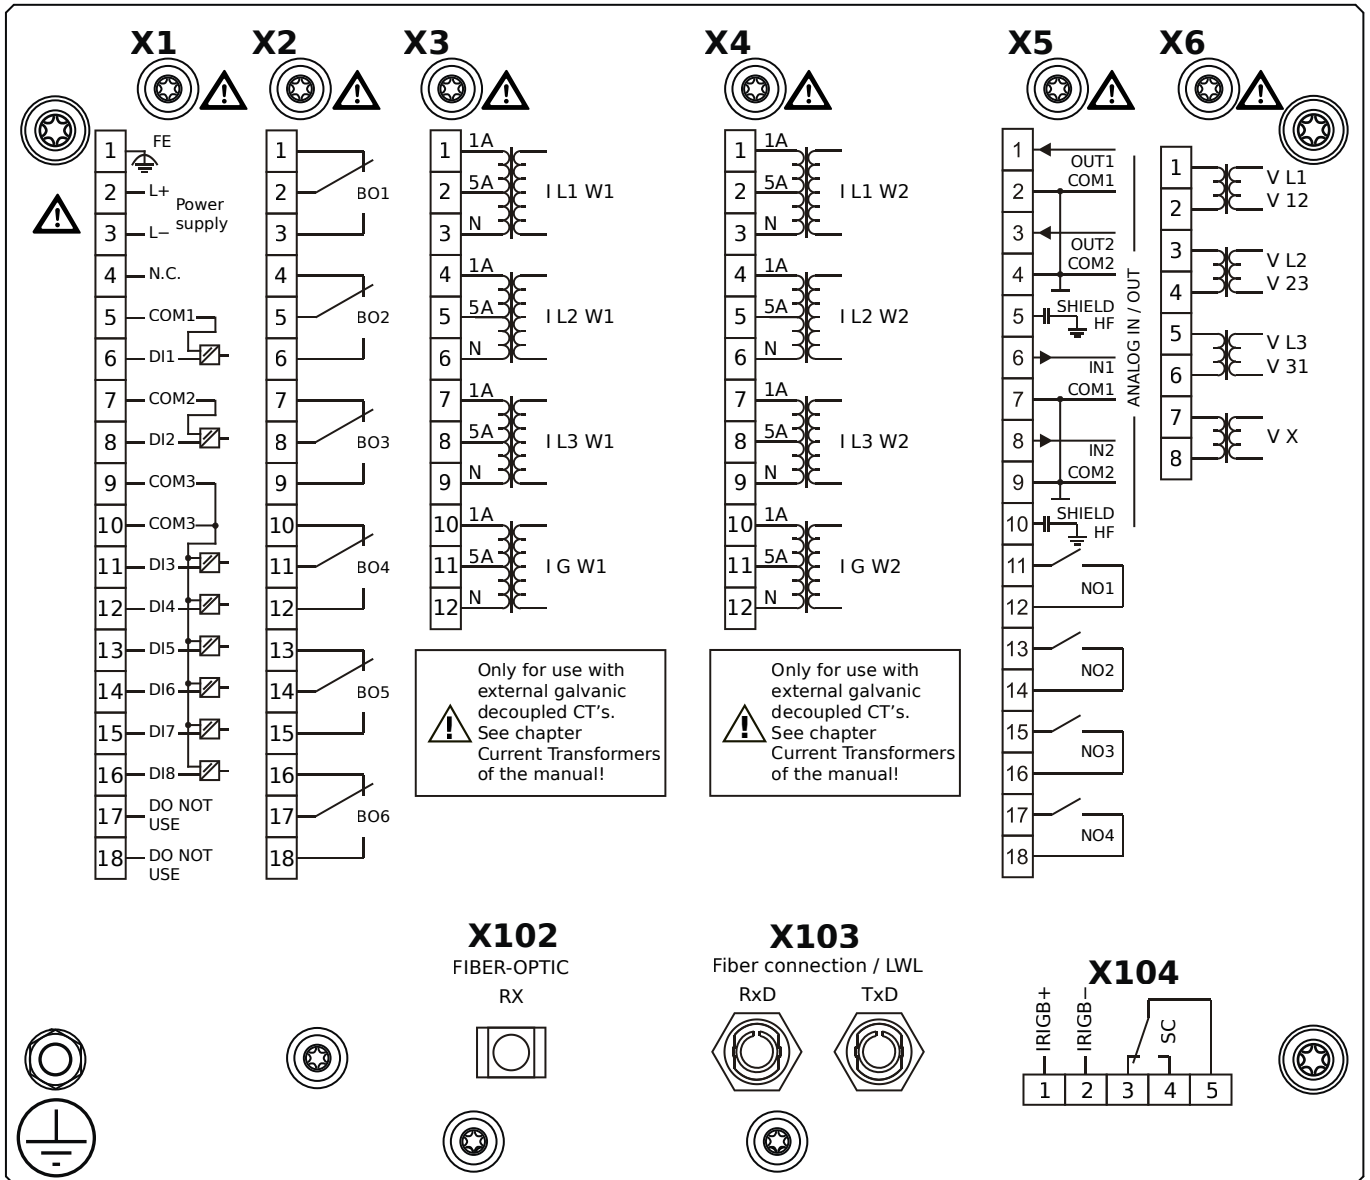 X1
X2
X3
X4
X5
X6
1 FE
2 L+
Power
supply
3 L−
4 N.C.
5 COM1
6 DI1
7 COM2
8 DI2
9 COM3
10 COM3
11 DI3
12 DI4
13 DI5
14 DI6
15 DI7
16 DI8
17 DO NOT
USE
18 DO NOT
USE
1
2 BO1
3
4
5 BO2
6
7
8 BO3
9
10
11 BO4
12
13
14 BO5
15
16
17 BO6
18
1 1A
2 5A I L1 W1
3 N
4 1A
5 5A I L2 W1
6 N
7 1A
8 5A I L3 W1
9 N
10 1A
11 5A I G W1
12 N
Only for use with
external galvanic
decoupled CT's.
See chapter
Current Transformers
of the manual!
1 1A
2 5A I L1 W2
3 N
4 1A
5 5A I L2 W2
6 N
7 1A
8 5A I L3 W2
9 N
10 1A
11 5A I G W2
12 N
Only for use with
external galvanic
decoupled CT's.
See chapter
Current Transformers
of the manual!
1 OUT1
2 COM1
3 OUT2
4 COM2
5 SHIELD
HF
6 IN1
7 COM1
8 IN2
9 COM2
10 SHIELD
HF
ANALOG IN / OUT
11
NO1
12
13
NO2
14
15
NO3
16
17
NO4
18
1 V L1
2 V 12
3 V L2
4 V 23
5 V L3
6 V 31
7 V X
8
X102
FIBER-OPTIC
RX
X103
Fiber connection / LWL
RxD TxD
X104
IRIGB+
IRIGB−
SC
1 2 3 4 5